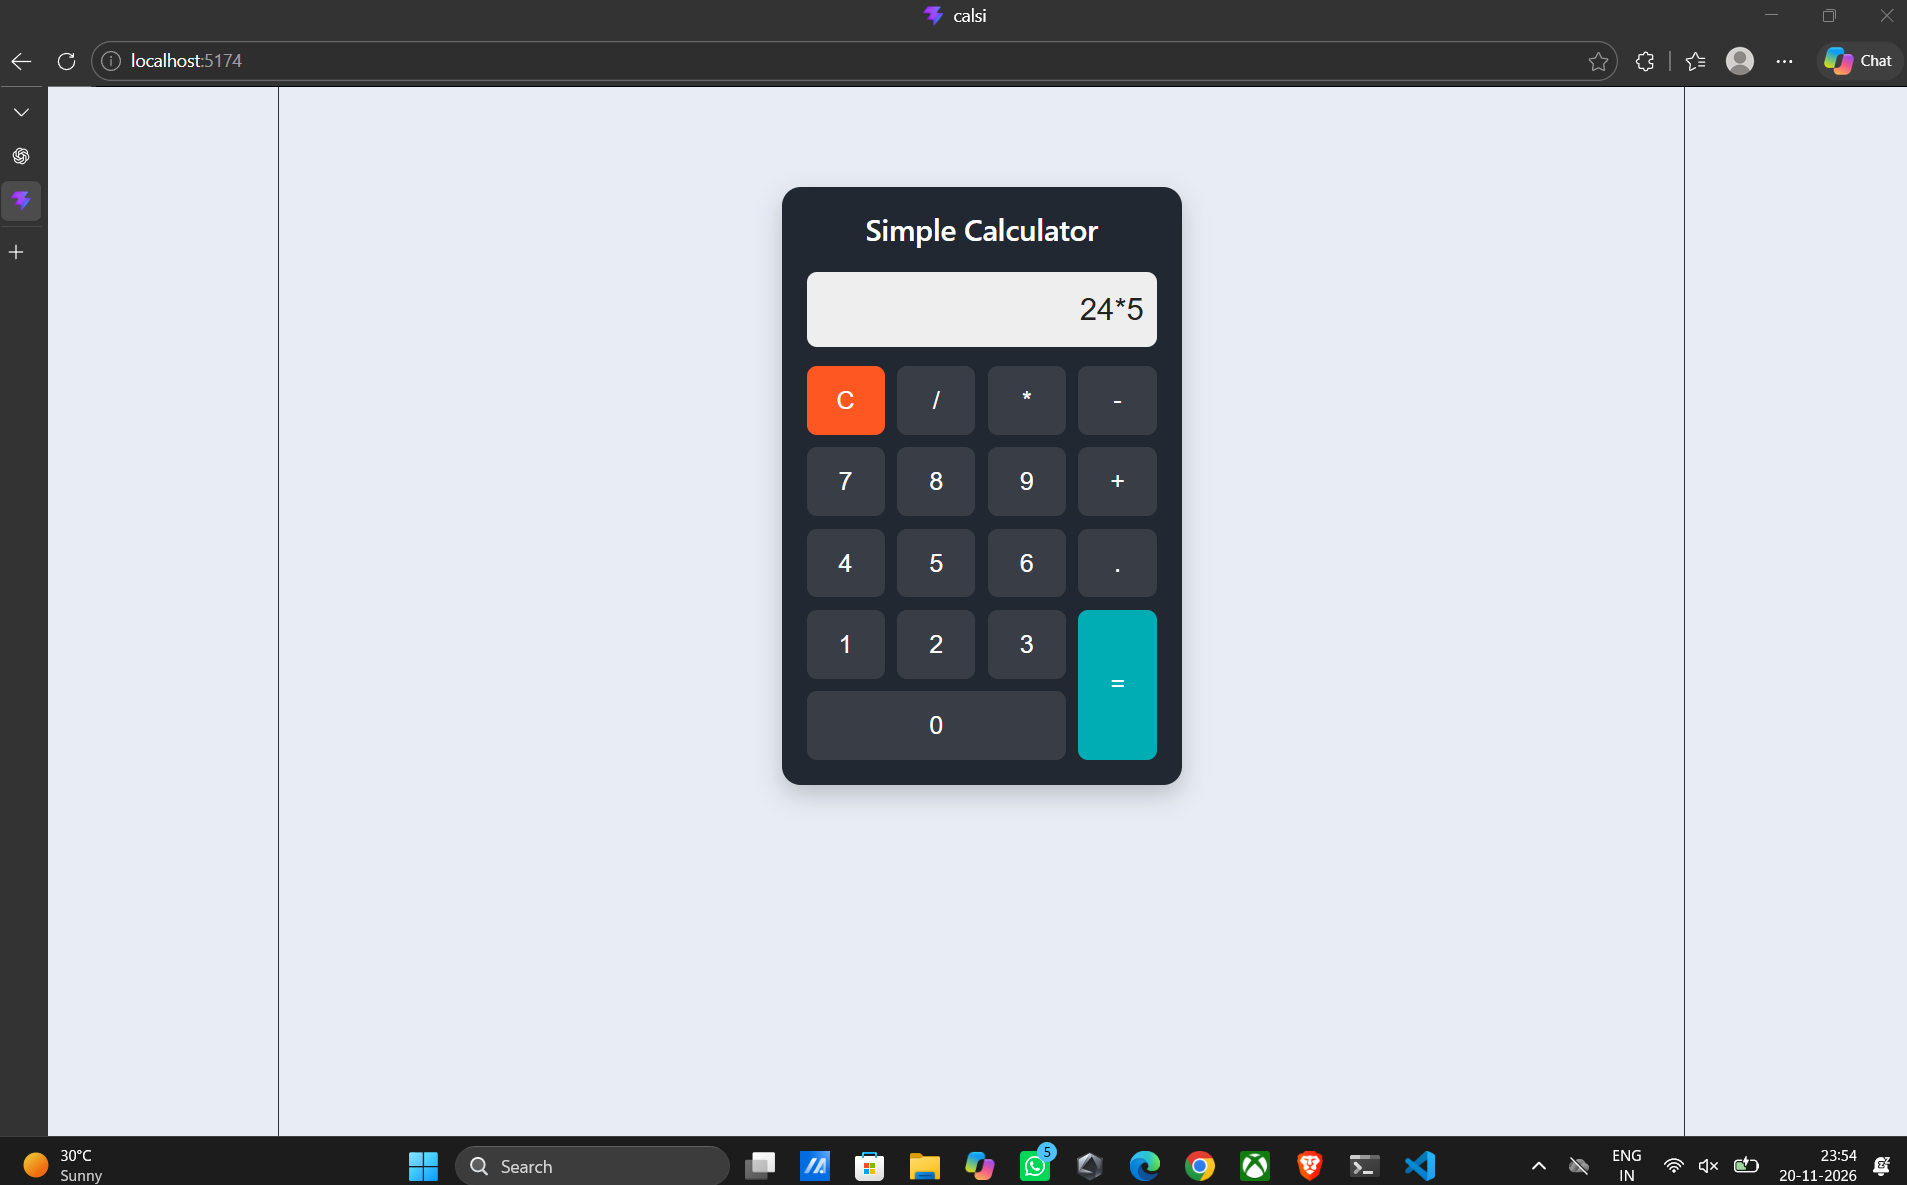 calsi
localhost:5174
Chat
Simple Calculator
24*5
C / * -
7 8 9 +
4 5 6 .
1 2 3 =
0
30°C
Sunny
Search
5
ENG
IN
23:54
20-11-2026